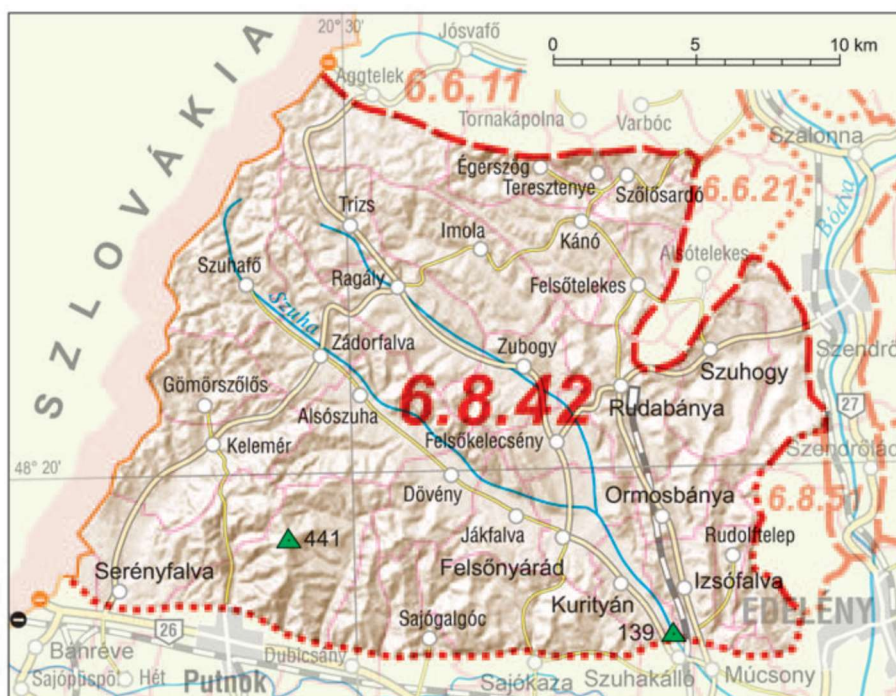 20° 30'
Jósvafő
0 5 10 km
SZLOVÁKIA
Aggtelek
6.6.11
Tornakápolna
Varbóc
Szalonna
Égerszög
Teresztenye
Szőlősardó
6.6.21
Bódva
Trizs
Imola
Kánó
Alsótelekes
Szuhafő
Ragály
Felsőtelekes
Szuha
Zádorfalva
Zubogy
Szuhogy
Szendrő
Gömörszőlős
6.8.42
Rudabánya
Alsószuha
27
Kelemér
Felsőkelecsény
Szendrőlád
48° 20'
Dövény
Ormosbánya
6.8.51
Jákfalva
Rudolftelep
441
Felsőnyárád
Serényfalva
Kurityán
Izsófalva
EDELÉNY
Sajógalgóc
139
26
Bánréve
Dubicsány
Sajópüspöki
Hét
Putnok
Sajókaza
Szuhakálló
Múcsony